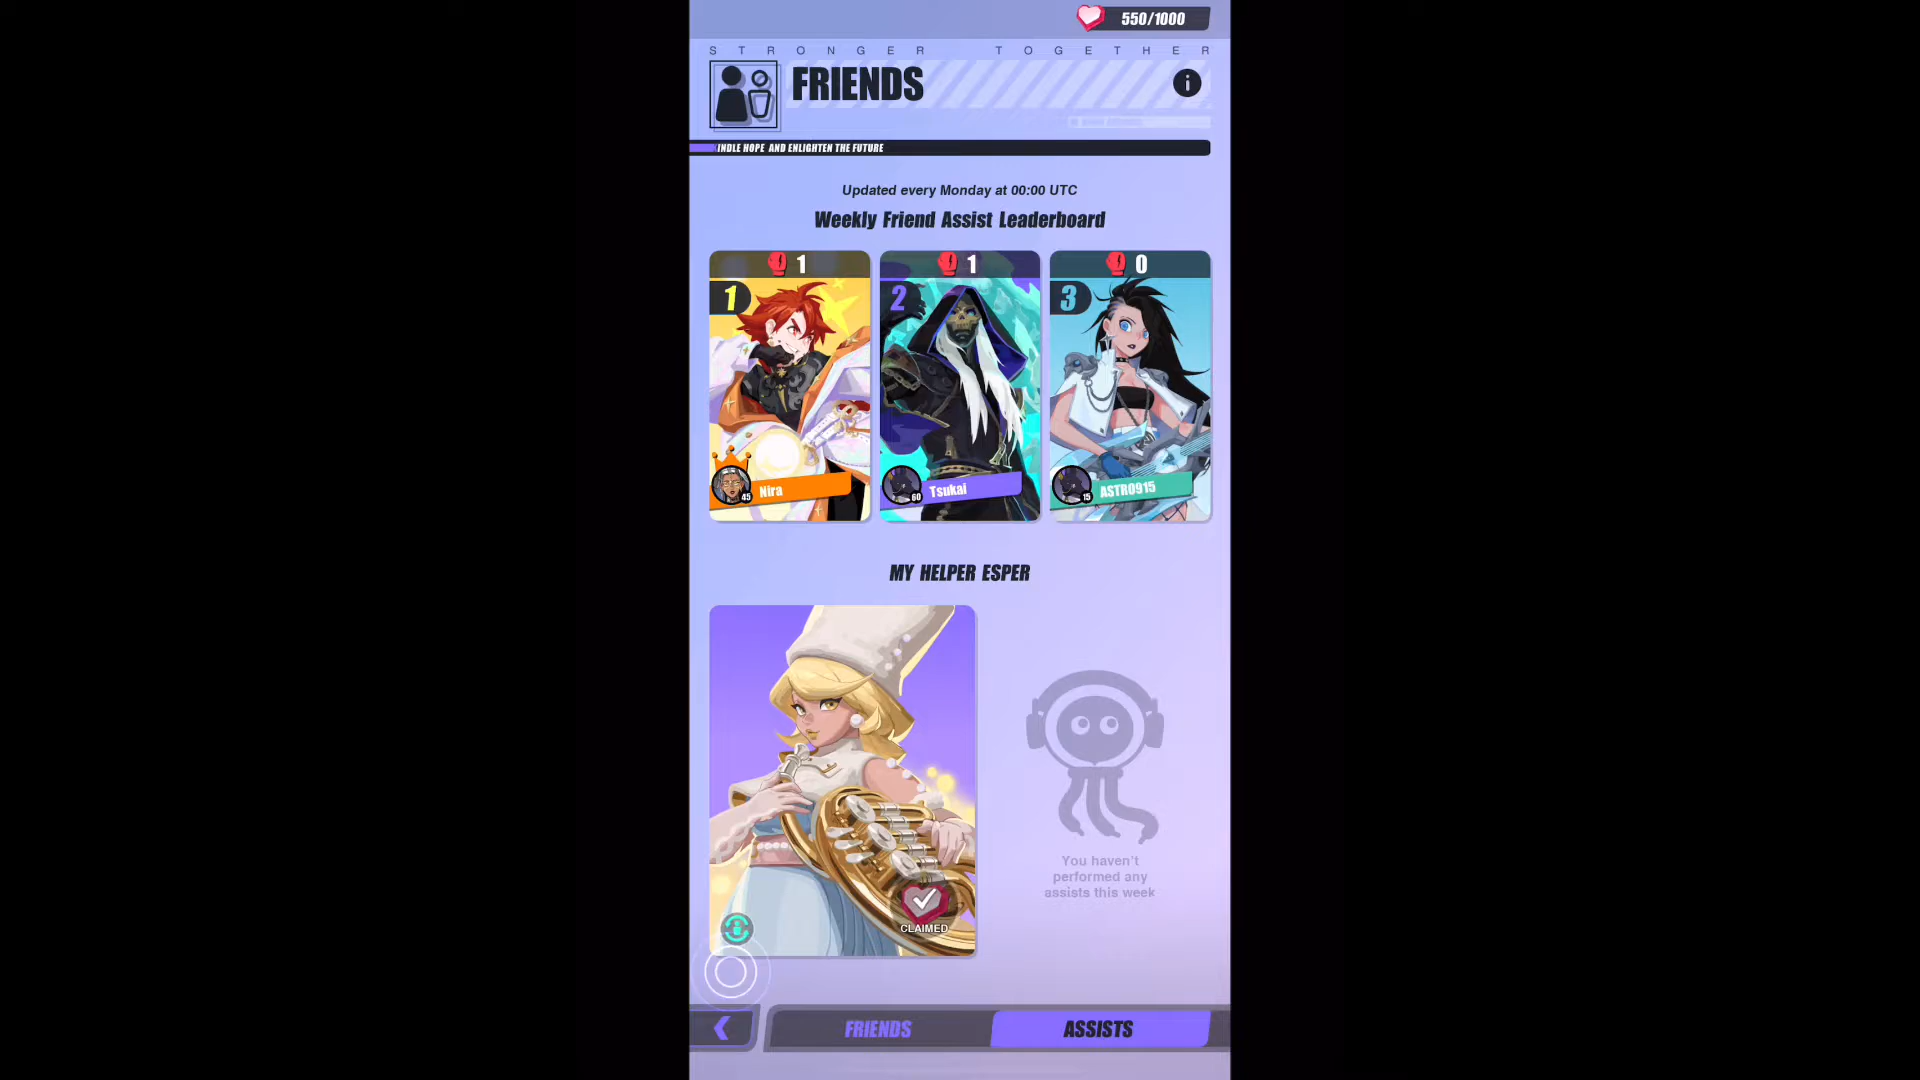 550/1000
STRONGER TOGETHER
FRIENDS
INDLE HOPE AND ENLIGHTEN THE FUTURE
Updated every Monday at 00:00 UTC
Weekly Friend Assist Leaderboard
1
1
0
1
2
3
45
Nira
60
Tsukai
15
ASTRO915
MY HELPER ESPER
You haven't
performed any
assists this week
CLAIMED
FRIENDS
ASSISTS